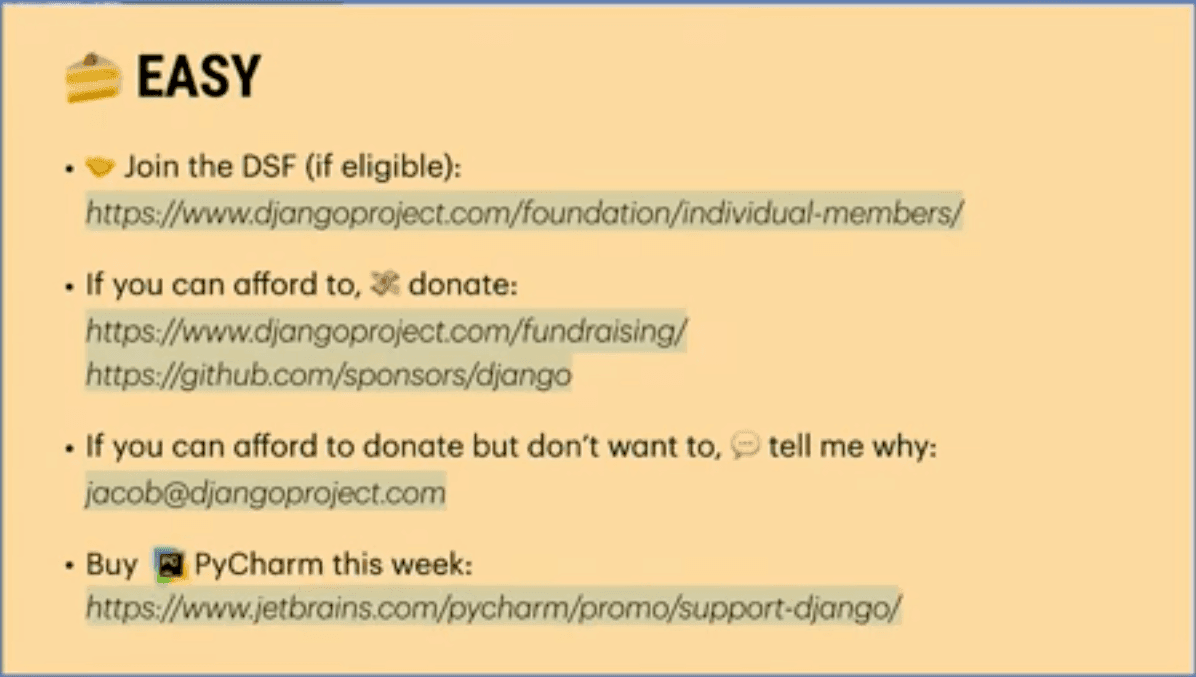 🍰 EASY
• 🤝 Join the DSF (if eligible):
https://www.djangoproject.com/foundation/individual-members/
• If you can afford to, 💸 donate:
https://www.djangoproject.com/fundraising/
https://github.com/sponsors/django
• If you can afford to donate but don’t want to, 💬 tell me why:
jacob@djangoproject.com
• Buy PyCharm this week:
https://www.jetbrains.com/pycharm/promo/support-django/